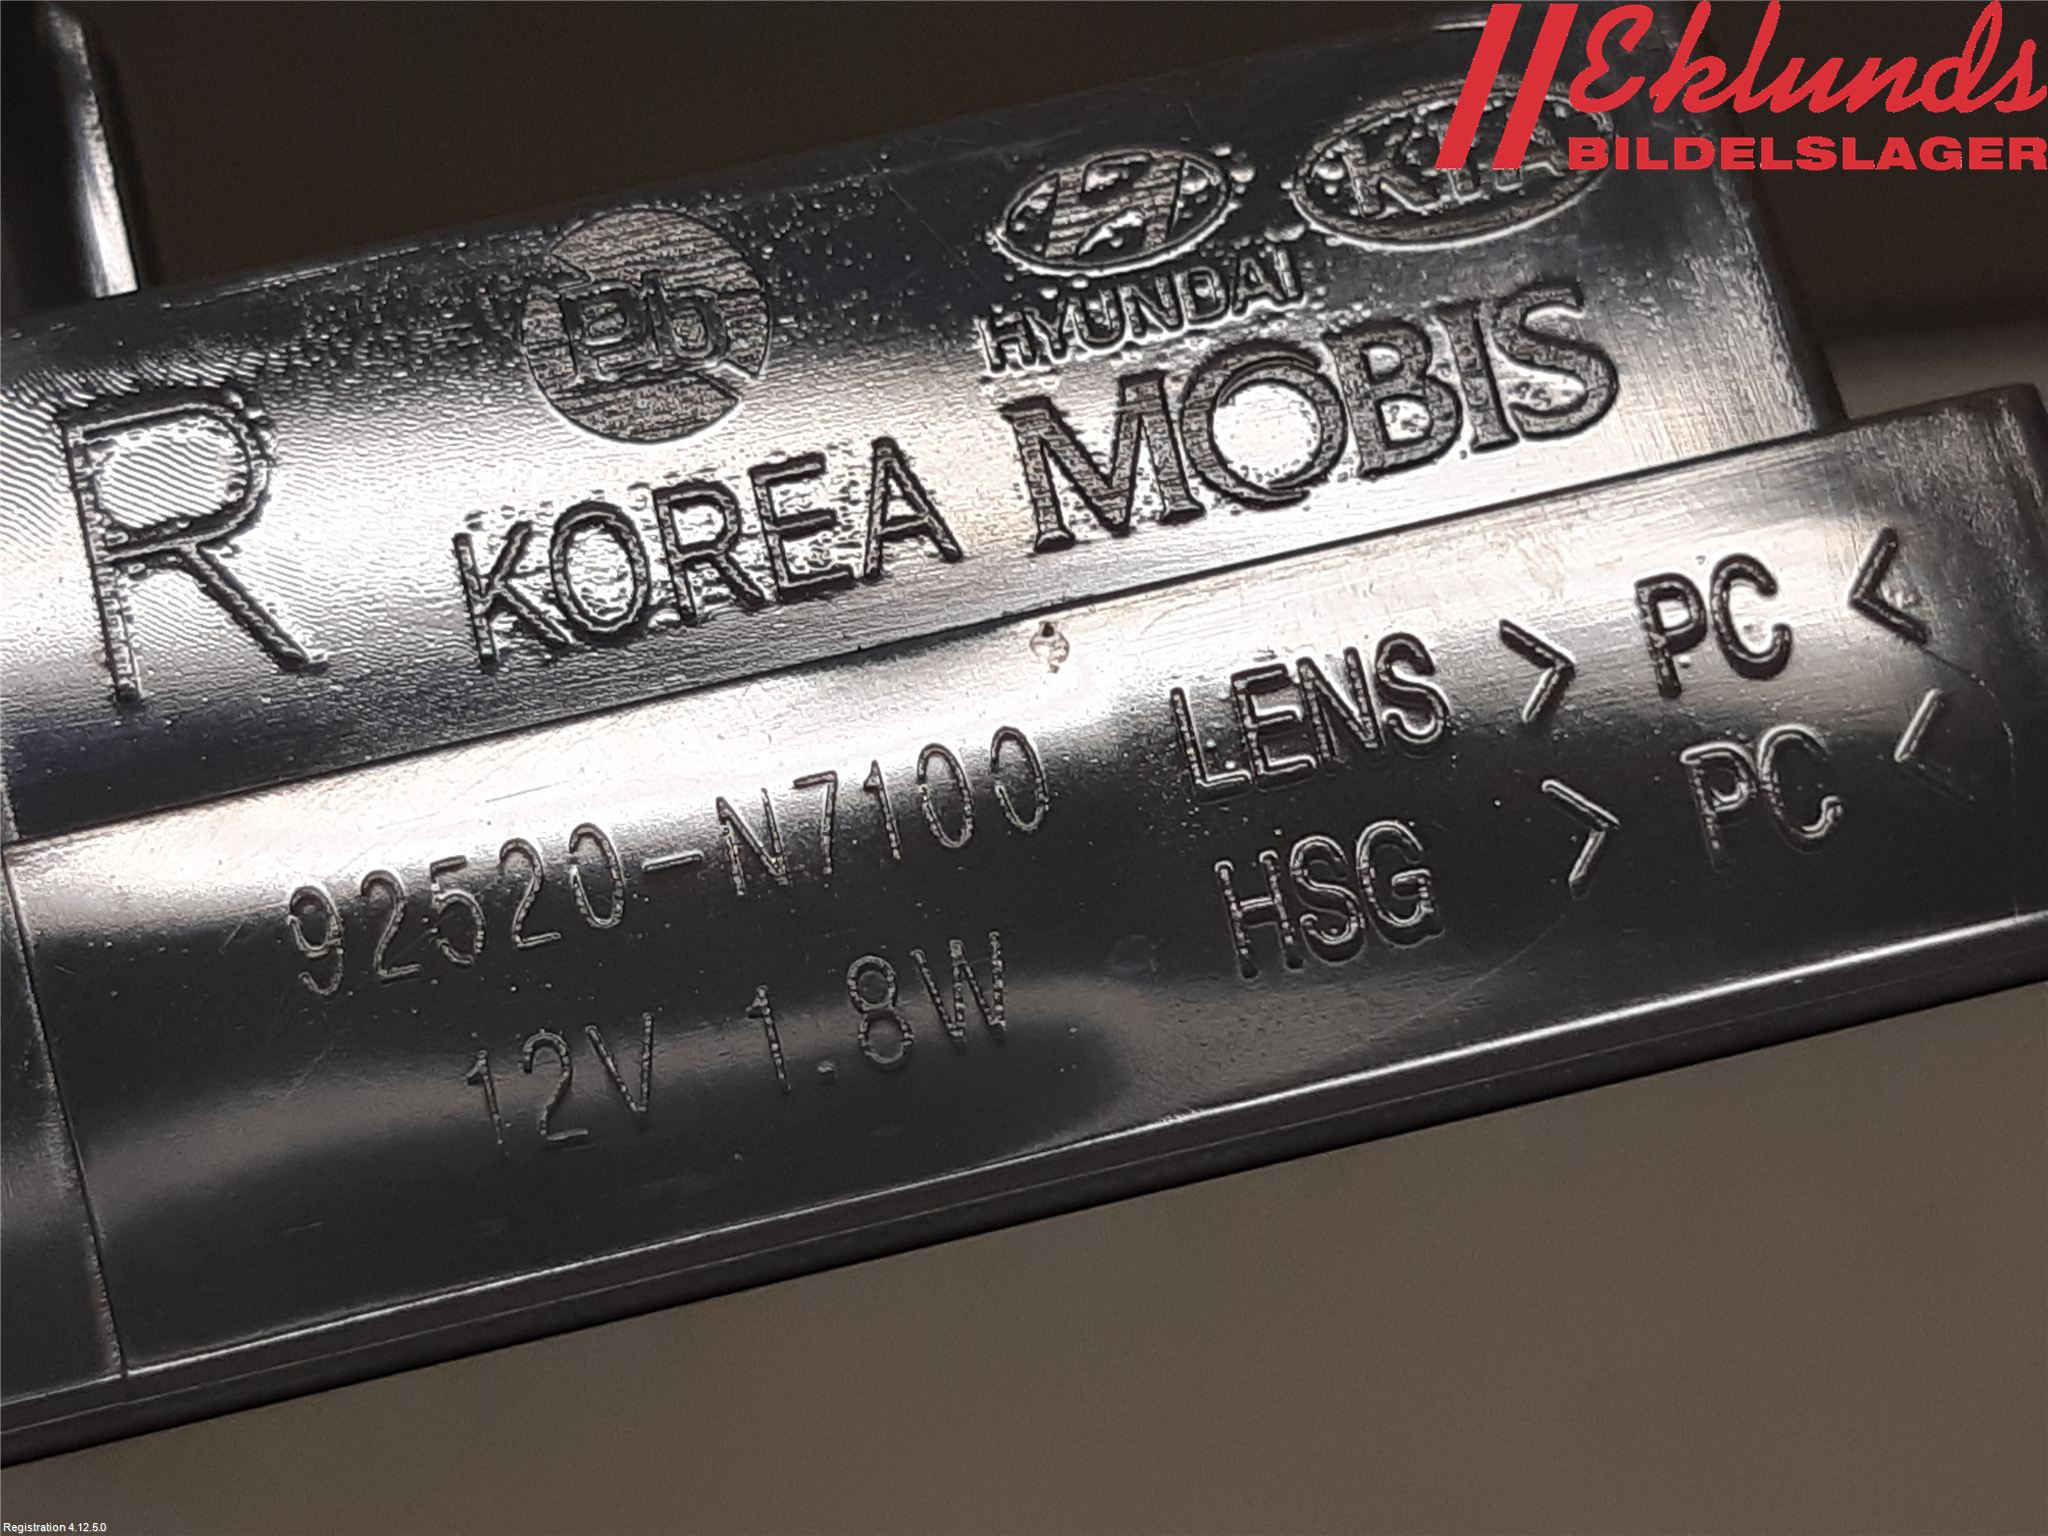 Eklunds
BILDELSLAGER
KIA
HYUNDAI
Pb
R
KOREA MOBIS
LENS > PC <
92520-N7100
HSG > PC <
12V 1.8W
Registration 4.12.5.0